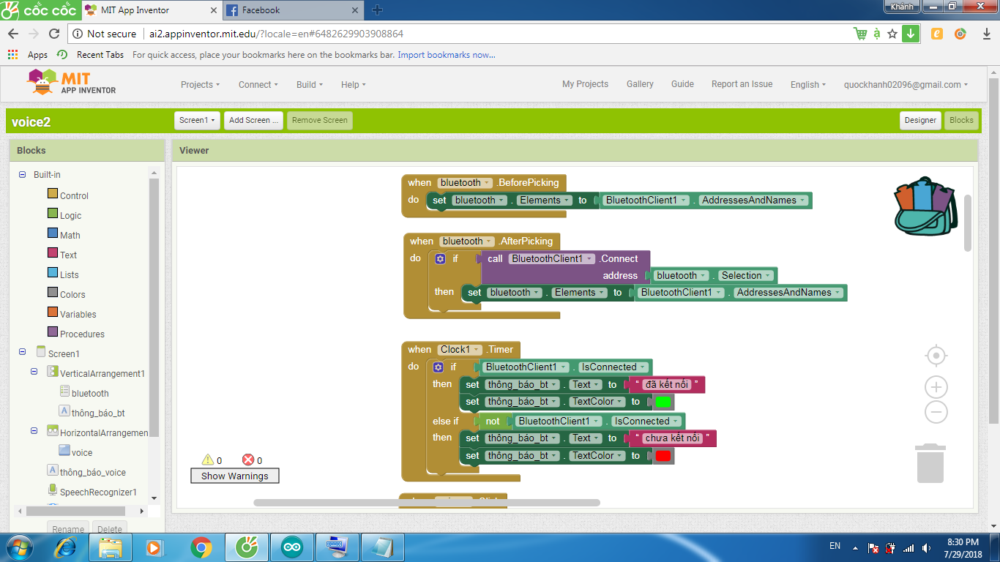 cốc cốc
MIT App Inventor
Facebook
Khánh
Not secure
ai2.appinventor.mit.edu/?locale=en#6482629903908864
Apps
Recent Tabs
For quick access, place your bookmarks here on the bookmarks bar. Import bookmarks now...
MIT
APP INVENTOR
Projects
Connect
Build
Help
My Projects
Gallery
Guide
Report an Issue
English
quockhanh02096@gmail.com
voice2
Screen1
Add Screen ...
Remove Screen
Designer
Blocks
Blocks
Viewer
Built-in
Control
Logic
Math
Text
Lists
Colors
Variables
Procedures
Screen1
VerticalArrangement1
bluetooth
thông_báo_bt
HorizontalArrangemen
voice
thông_báo_voice
SpeechRecognizer1
Rename
Delete
when bluetooth .BeforePicking
do set bluetooth . Elements to BluetoothClient1 . AddressesAndNames
when bluetooth .AfterPicking
do if call BluetoothClient1 .Connect
address bluetooth . Selection
then set bluetooth . Elements to BluetoothClient1 . AddressesAndNames
when Clock1 .Timer
do if BluetoothClient1 . IsConnected
then set thông_báo_bt . Text to " đã kết nối "
set thông_báo_bt . TextColor to
else if not BluetoothClient1 . IsConnected
then set thông_báo_bt . Text to " chưa kết nối "
set thông_báo_bt . TextColor to
0
0
Show Warnings
EN
8:30 PM
7/29/2018